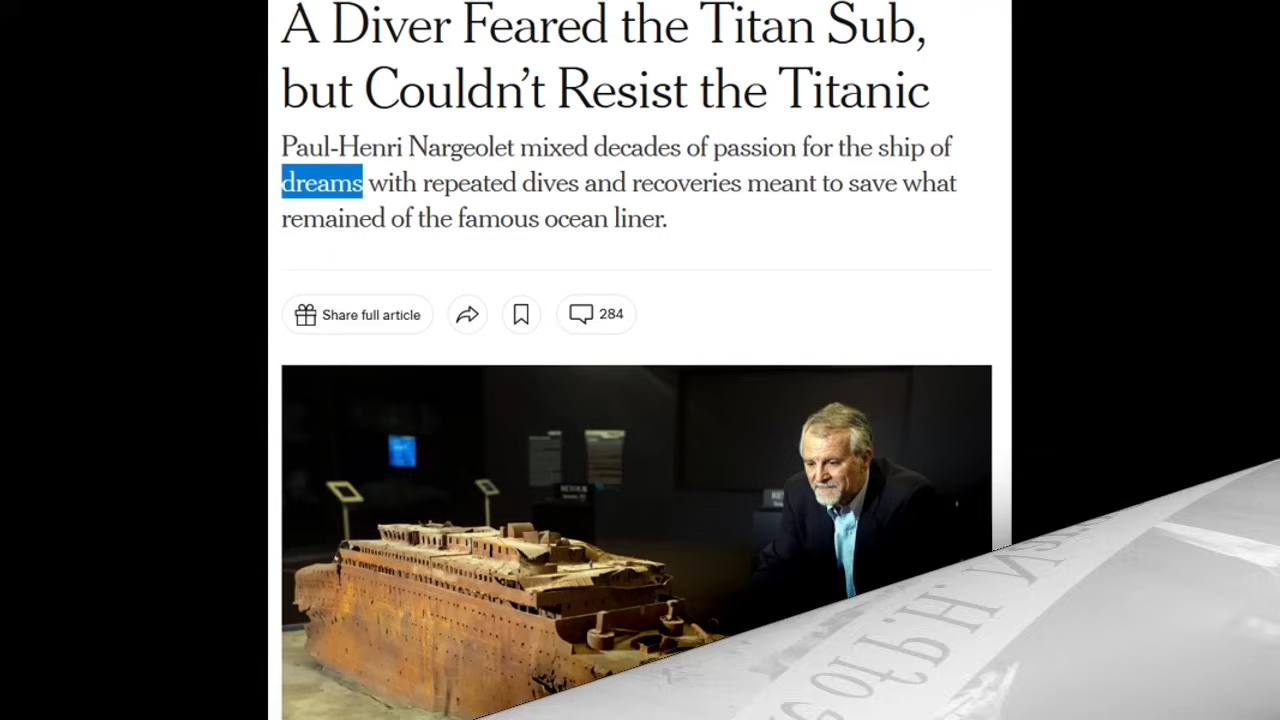 A Diver Feared the Titan Sub,
but Couldn’t Resist the Titanic
Paul-Henri Nargeolet mixed decades of passion for the ship of
dreams with repeated dives and recoveries meant to save what
remained of the famous ocean liner.
Share full article
284